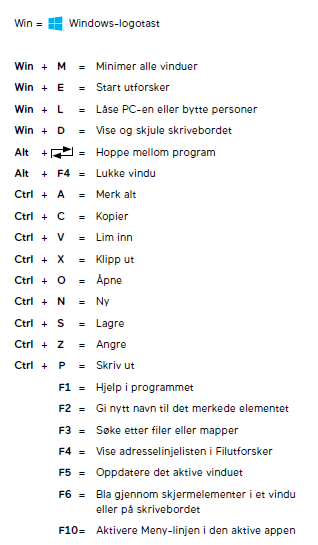 Win = Windows-logotast
Win + M = Minimer alle vinduer
Win + E = Start utforsker
Win + L = Låse PC-en eller bytte personer
Win + D = Vise og skjule skrivebordet
Alt + = Hoppe mellom program
Alt + F4 = Lukke vindu
Ctrl + A = Merk alt
Ctrl + C = Kopier
Ctrl + V = Lim inn
Ctrl + X = Klipp ut
Ctrl + O = Åpne
Ctrl + N = Ny
Ctrl + S = Lagre
Ctrl + Z = Angre
Ctrl + P = Skriv ut
F1 = Hjelp i programmet
F2 = Gi nytt navn til det merkede elementet
F3 = Søke etter filer eller mapper
F4 = Vise adresselinjelisten i Filutforsker
F5 = Oppdatere det aktive vinduet
F6 = Bla gjennom skjermelementer i et vindu
eller på skrivebordet
F10= Aktivere Meny-linjen i den aktive appen